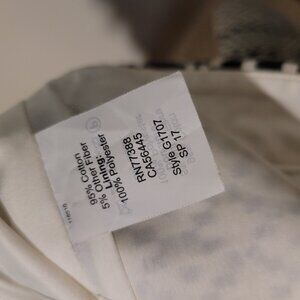 95% Cotton
5% Other Fiber
Lining:
100% Polyester
RN77388
CA56445
Style G1707
SP 17